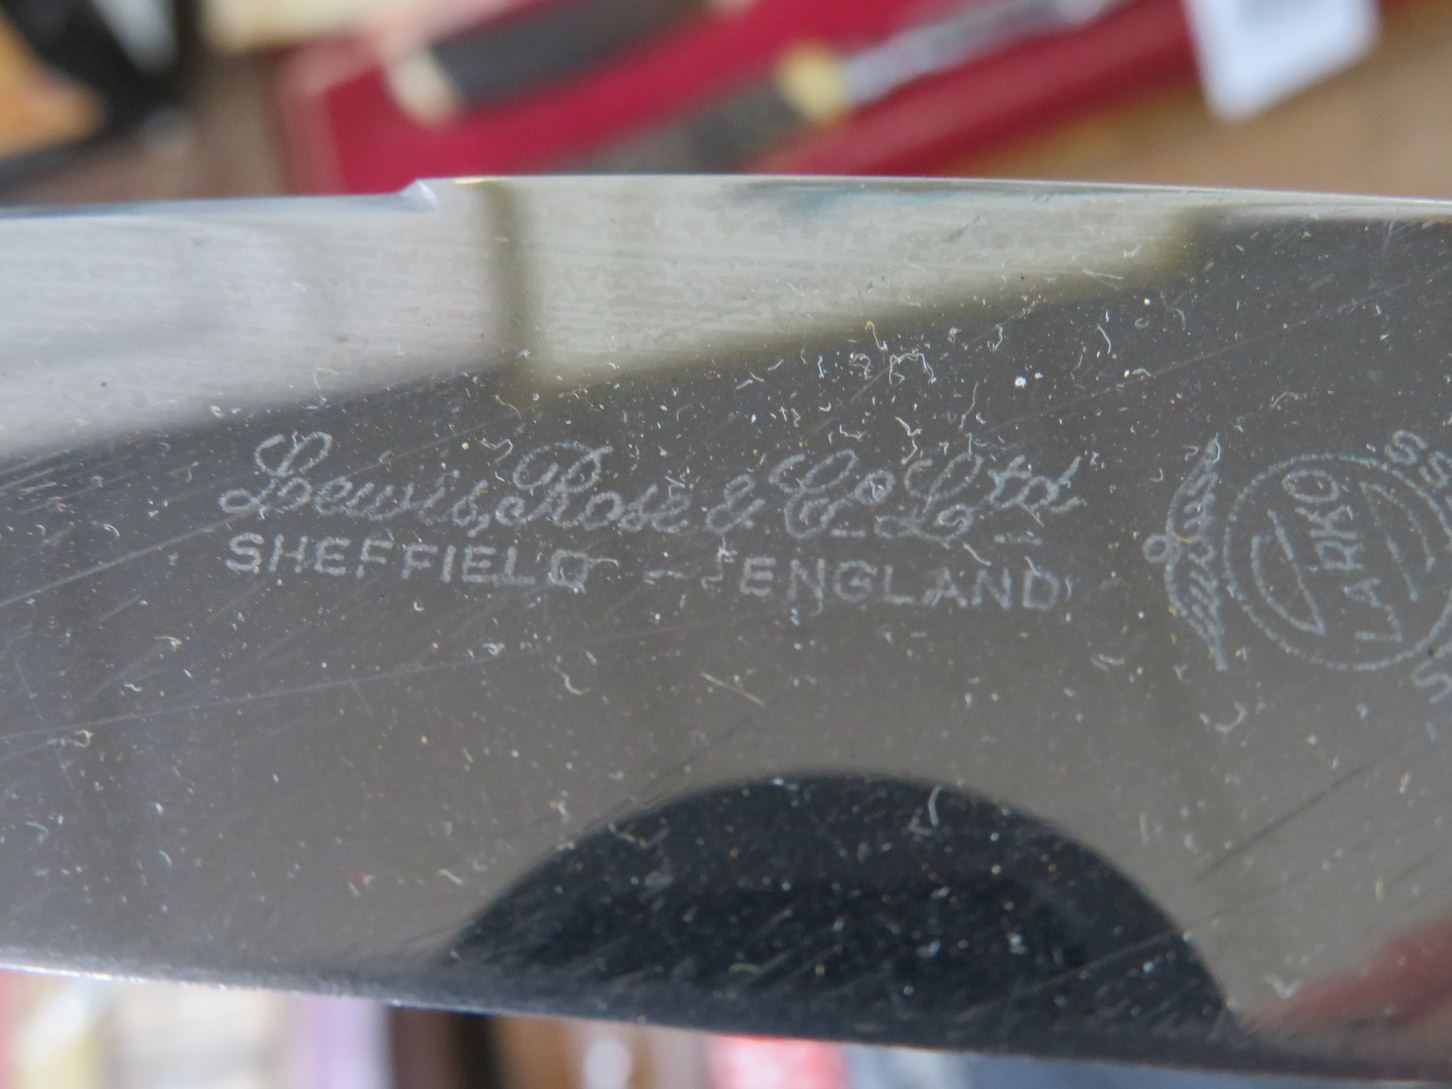 Lewis, Rose & Co Ltd
SHEFFIELD - ENGLAND
LARKO